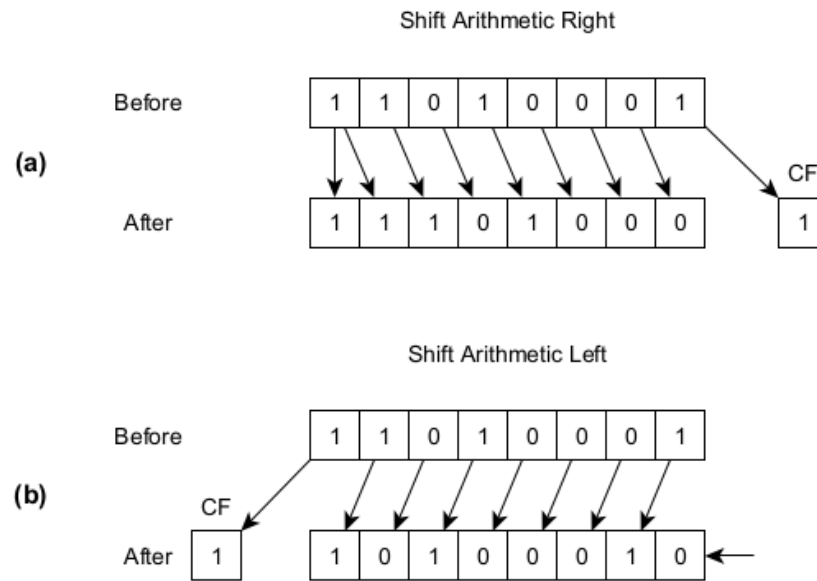 Shift Arithmetic Right
Before 1 1 0 1 0 0 0 1
(a)
CF
After 1 1 1 0 1 0 0 0 1
Shift Arithmetic Left
Before 1 1 0 1 0 0 0 1
(b)
CF
After 1 1 0 1 0 0 0 1 0